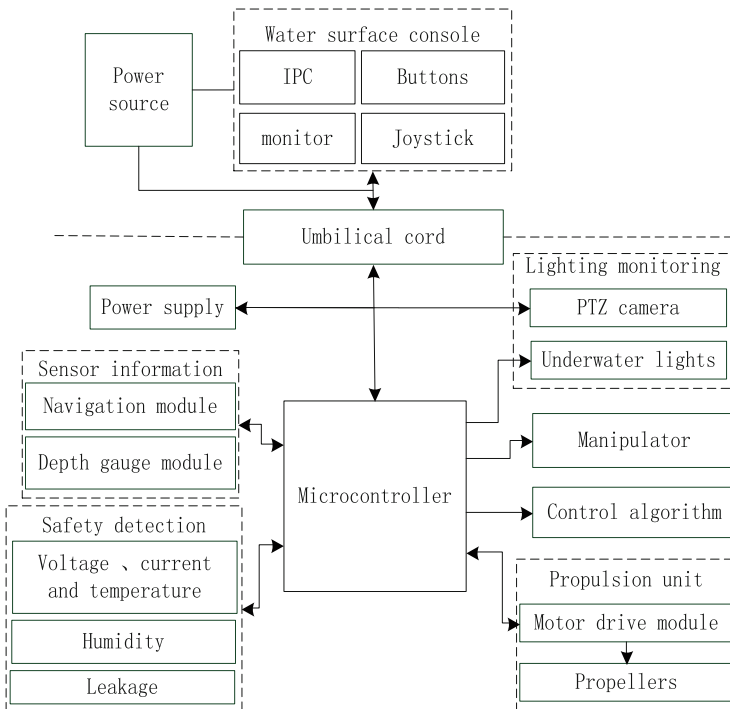 Water surface console
Power
source
IPC
Buttons
monitor
Joystick
Umbilical cord
Lighting monitoring
Power supply
PTZ camera
Underwater lights
Sensor information
Navigation module
Depth gauge module
Microcontroller
Manipulator
Control algorithm
Safety detection
Voltage 、current
and temperature
Humidity
Leakage
Propulsion unit
Motor drive module
Propellers